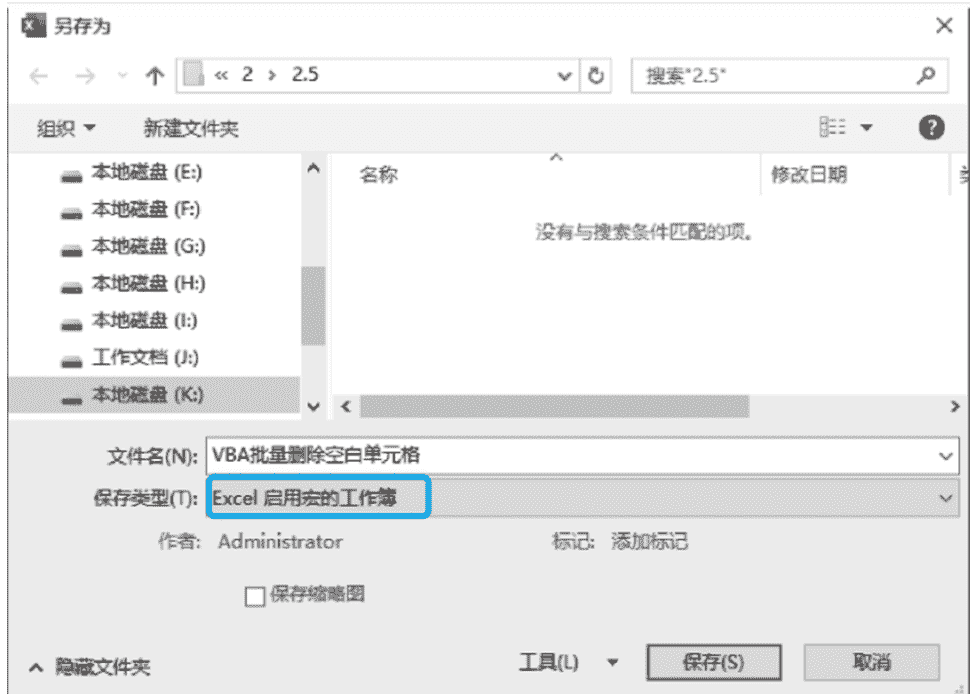 另存为
« 2 › 2.5
搜索"2.5"
组织
新建文件夹
本地磁盘 (E:)
本地磁盘 (F:)
本地磁盘 (G:)
本地磁盘 (H:)
本地磁盘 (I:)
工作文档 (J:)
本地磁盘 (K:)
名称
修改日期
没有与搜索条件匹配的项。
文件名(N): VBA批量删除空白单元格
保存类型(T): Excel 启用宏的工作簿
作者: Administrator
标记: 添加标记
保存缩略图
隐藏文件夹
工具(L)
保存(S)
取消